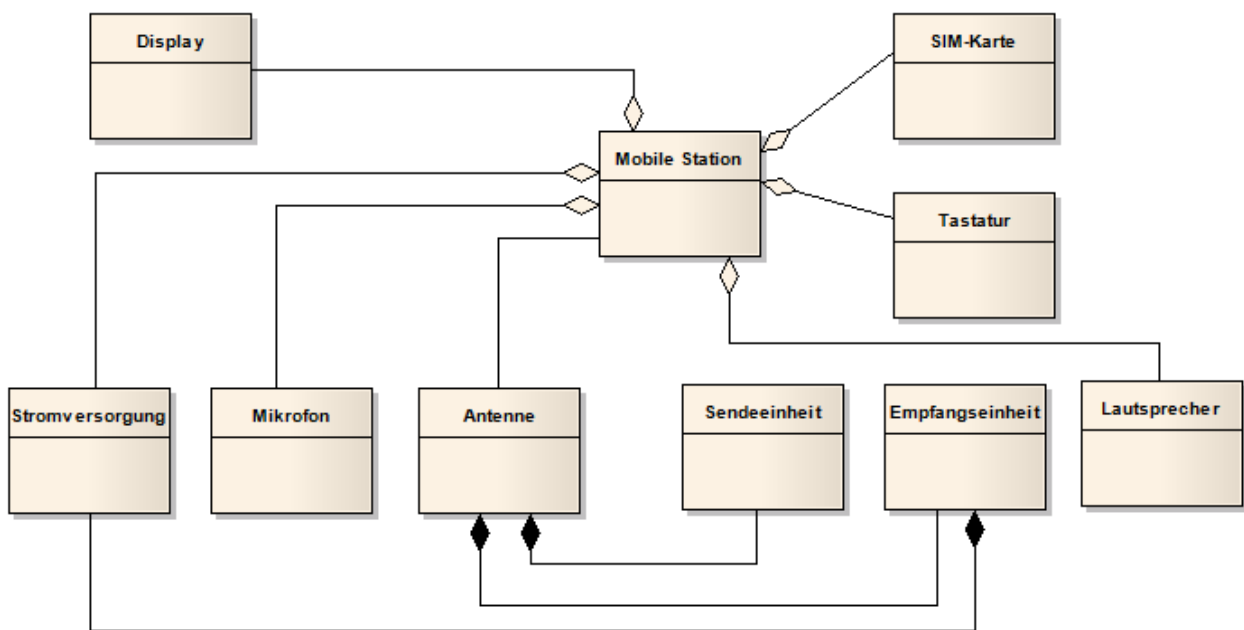 Display
SIM-Karte
Mobile Station
Tastatur
Stromversorgung
Mikrofon
Antenne
Sendeeinheit
Empfangseinheit
Lautsprecher